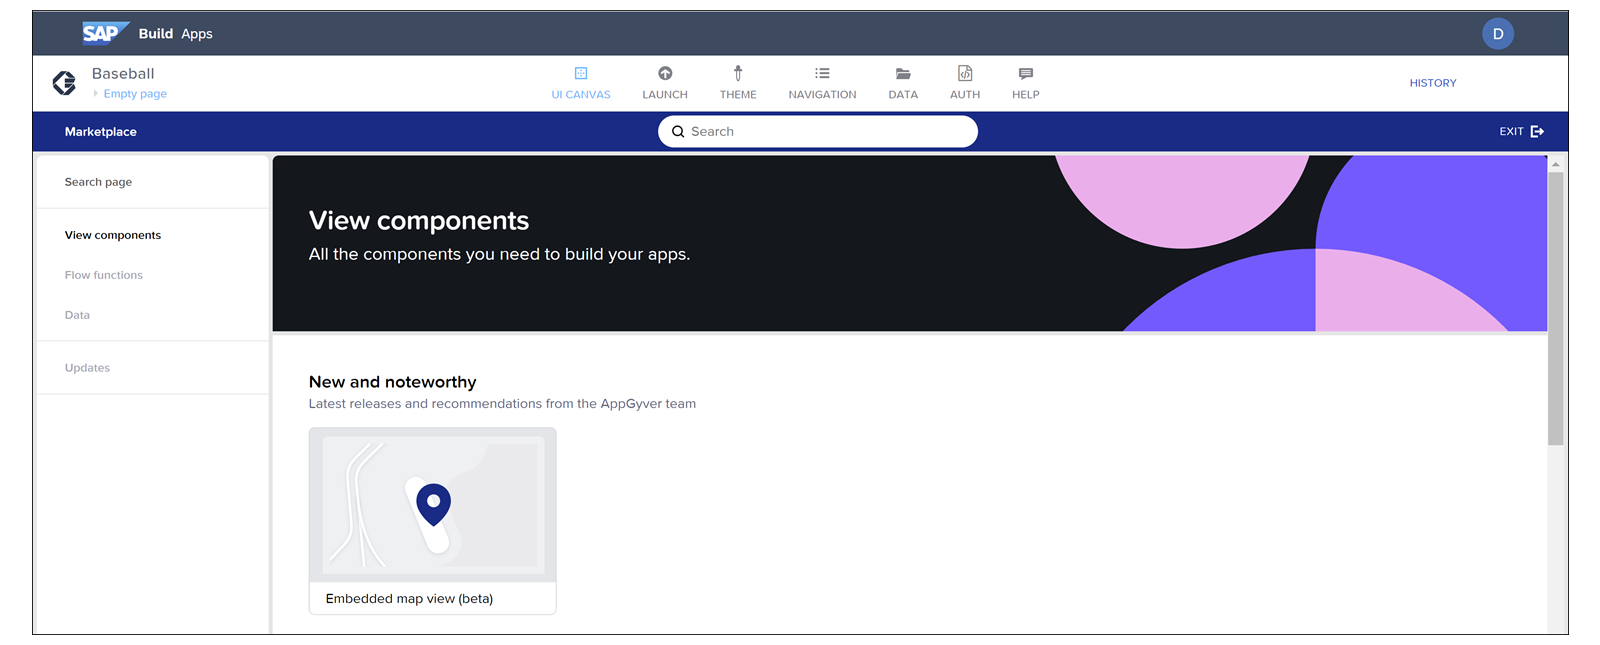 SAP Build Apps
D
Baseball
Empty page
UI CANVAS
LAUNCH
THEME
NAVIGATION
DATA
AUTH
HELP
HISTORY
Marketplace
Search
EXIT
Search page
View components
Flow functions
Data
Updates
View components
All the components you need to build your apps.
New and noteworthy
Latest releases and recommendations from the AppGyver team
Embedded map view (beta)